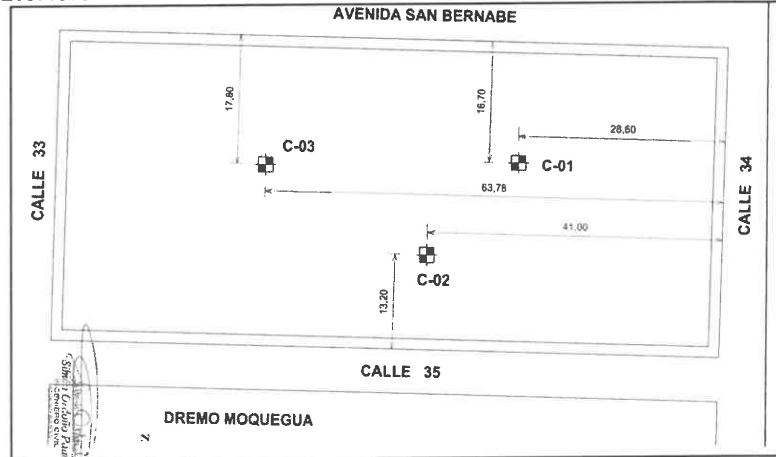 AVENIDA SAN BERNABE
17,80
16,70
28,60
C-03
C-01
CALLE 33
63,78
CALLE 34
41,00
C-02
13,20
CALLE 35
DREMO MOQUEGUA